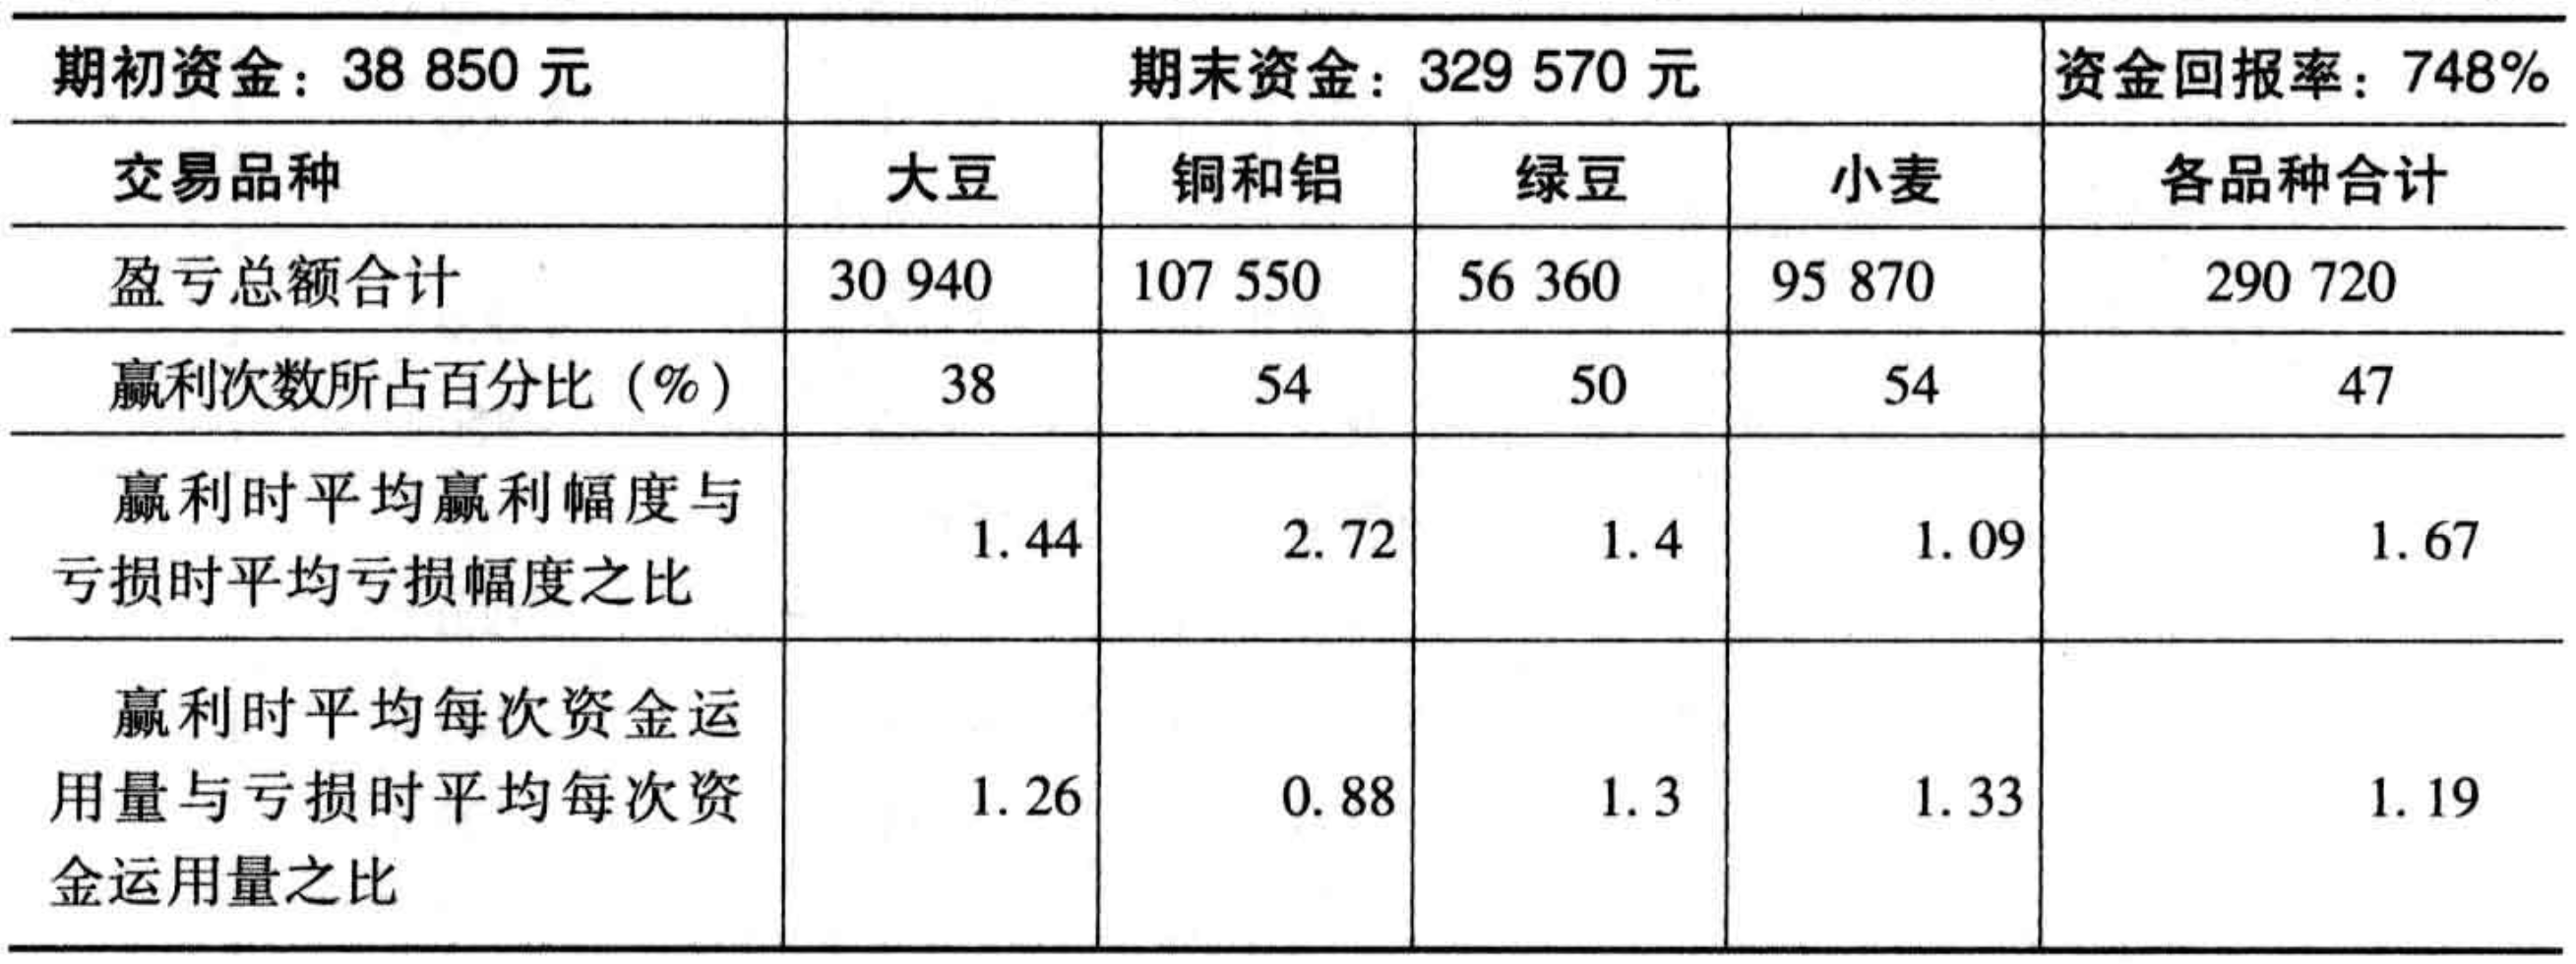 期初资金：38 850 元 期末资金：329 570 元 资金回报率：748%
交易品种 大豆 铜和铝 绿豆 小麦 各品种合计
盈亏总额合计 30 940 107 550 56 360 95 870 290 720
赢利次数所占百分比（%） 38 54 50 54 47
赢利时平均赢利幅度与
亏损时平均亏损幅度之比 1.44 2.72 1.4 1.09 1.67
赢利时平均每次资金运
用量与亏损时平均每次资 1.26 0.88 1.3 1.33 1.19
金运用量之比